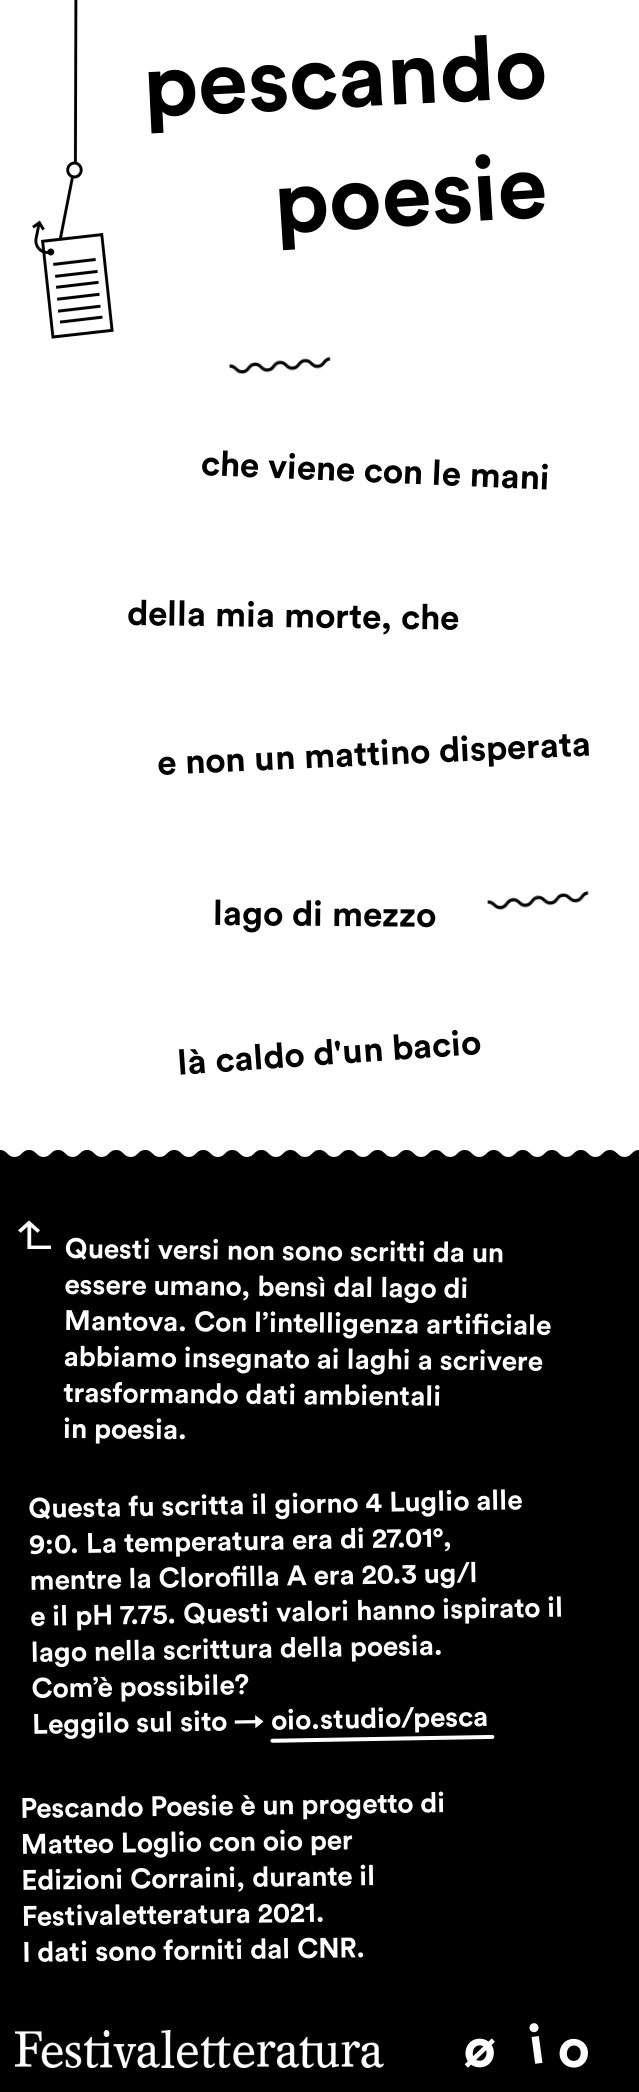 pescando
poesie
che viene con le mani
della mia morte, che
e non un mattino disperata
lago di mezzo
là caldo d'un bacio
Questi versi non sono scritti da un
essere umano, bensì dal lago di
Mantova. Con l’intelligenza artificiale
abbiamo insegnato ai laghi a scrivere
trasformando dati ambientali
in poesia.
Questa fu scritta il giorno 4 Luglio alle
9:0. La temperatura era di 27.01°,
mentre la Clorofilla A era 20.3 ug/l
e il pH 7.75. Questi valori hanno ispirato il
lago nella scrittura della poesia.
Com’è possibile?
Leggilo sul sito → oio.studio/pesca
Pescando Poesie è un progetto di
Matteo Loglio con oio per
Edizioni Corraini, durante il
Festivaletteratura 2021.
I dati sono forniti dal CNR.
Festivaletteratura ø i o